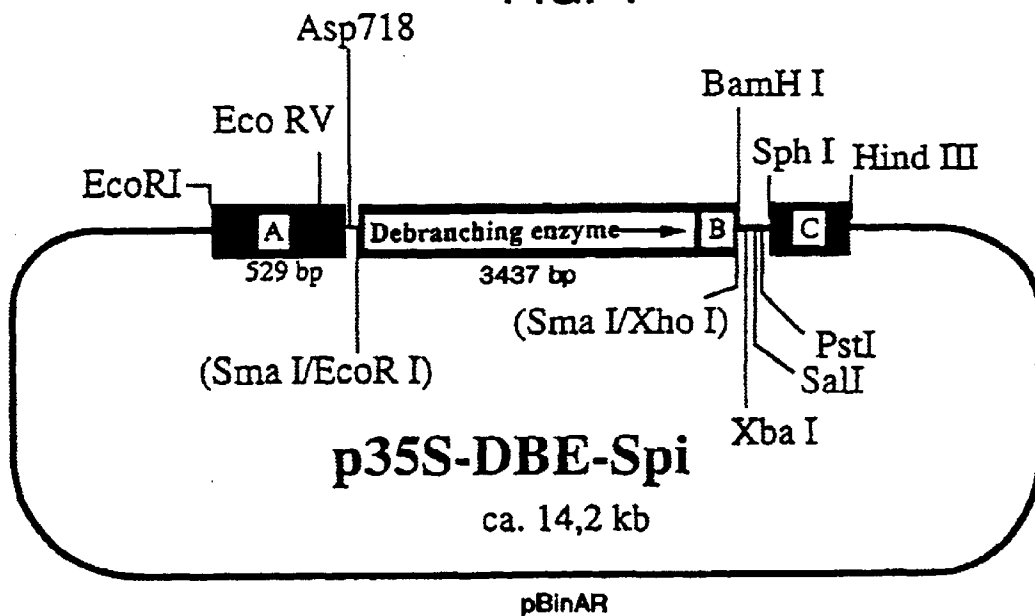 Asp718
BamH I
Eco RV
Sph I
Hind III
EcoRI
A
Debranching enzyme
B
C
529 bp
3437 bp
(Sma I/Xho I)
PstI
(Sma I/EcoR I)
SalI
Xba I
p35S-DBE-Spi
ca. 14,2 kb
pBinAR